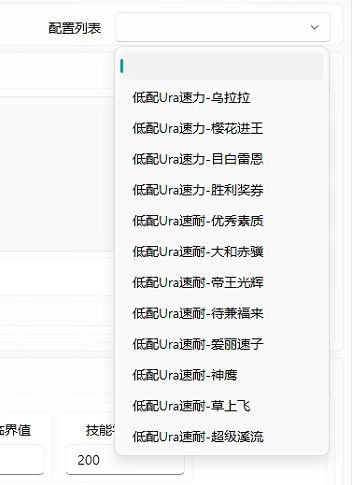 配置列表
低配Ura速力-乌拉拉
低配Ura速力-樱花进王
低配Ura速力-目白雷恩
低配Ura速力-胜利奖券
低配Ura速耐-优秀素质
低配Ura速耐-大和赤骥
低配Ura速耐-帝王光辉
低配Ura速耐-待兼福来
低配Ura速耐-爱丽速子
低配Ura速耐-神鹰
低配Ura速耐-草上飞
低配Ura速耐-超级溪流
界值 技能
200